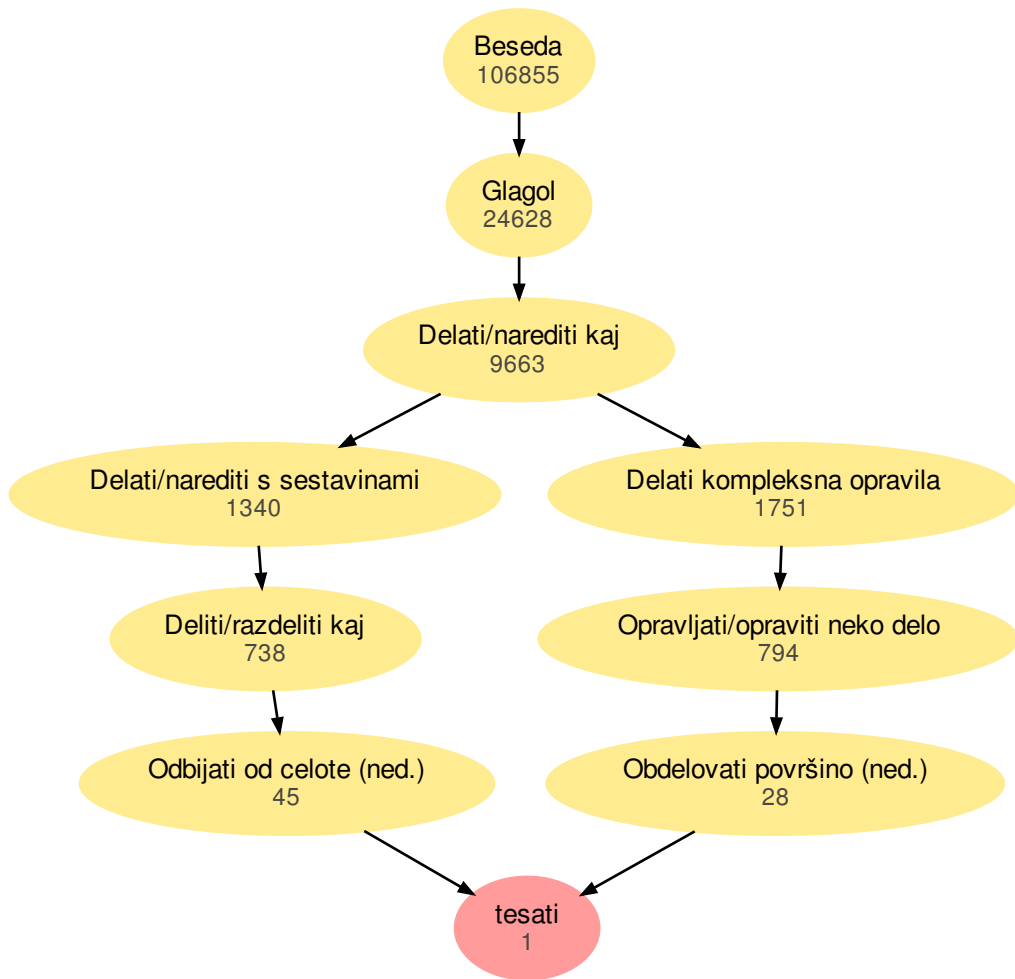 Beseda
106855
Glagol
24628
Delati/narediti kaj
9663
Delati/narediti s sestavinami
1340
Delati kompleksna opravila
1751
Deliti/razdeliti kaj
738
Opravljati/opraviti neko delo
794
Odbijati od celote (ned.)
45
Obdelovati površino (ned.)
28
tesati
1